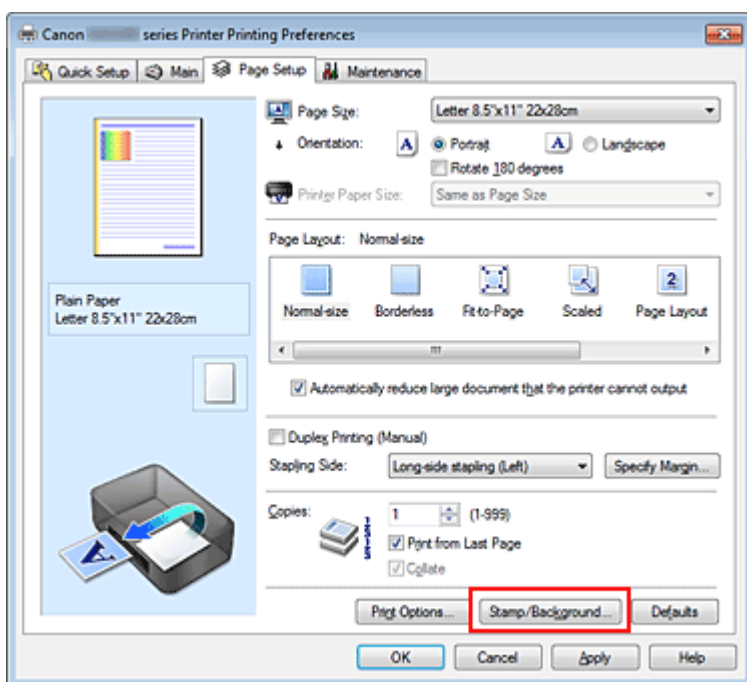 Canon series Printer Printing Preferences
Quick Setup Main Page Setup Maintenance
Page Size: Letter 8.5"x11" 22x28cm
Orientation: A Portrait A Landscape
Rotate 180 degrees
Printer Paper Size: Same as Page Size
Page Layout: Normal-size
2
Normal-size Borderless Fit-to-Page Scaled Page Layout
Plain Paper
Letter 8.5"x11" 22x28cm
Automatically reduce large document that the printer cannot output
Duplex Printing (Manual)
Stapling Side: Long-side stapling (Left) Specify Margin...
Copies: 1 (1-999)
Print from Last Page
Collate
A
Print Options... Stamp/Background... Defaults
OK Cancel Apply Help